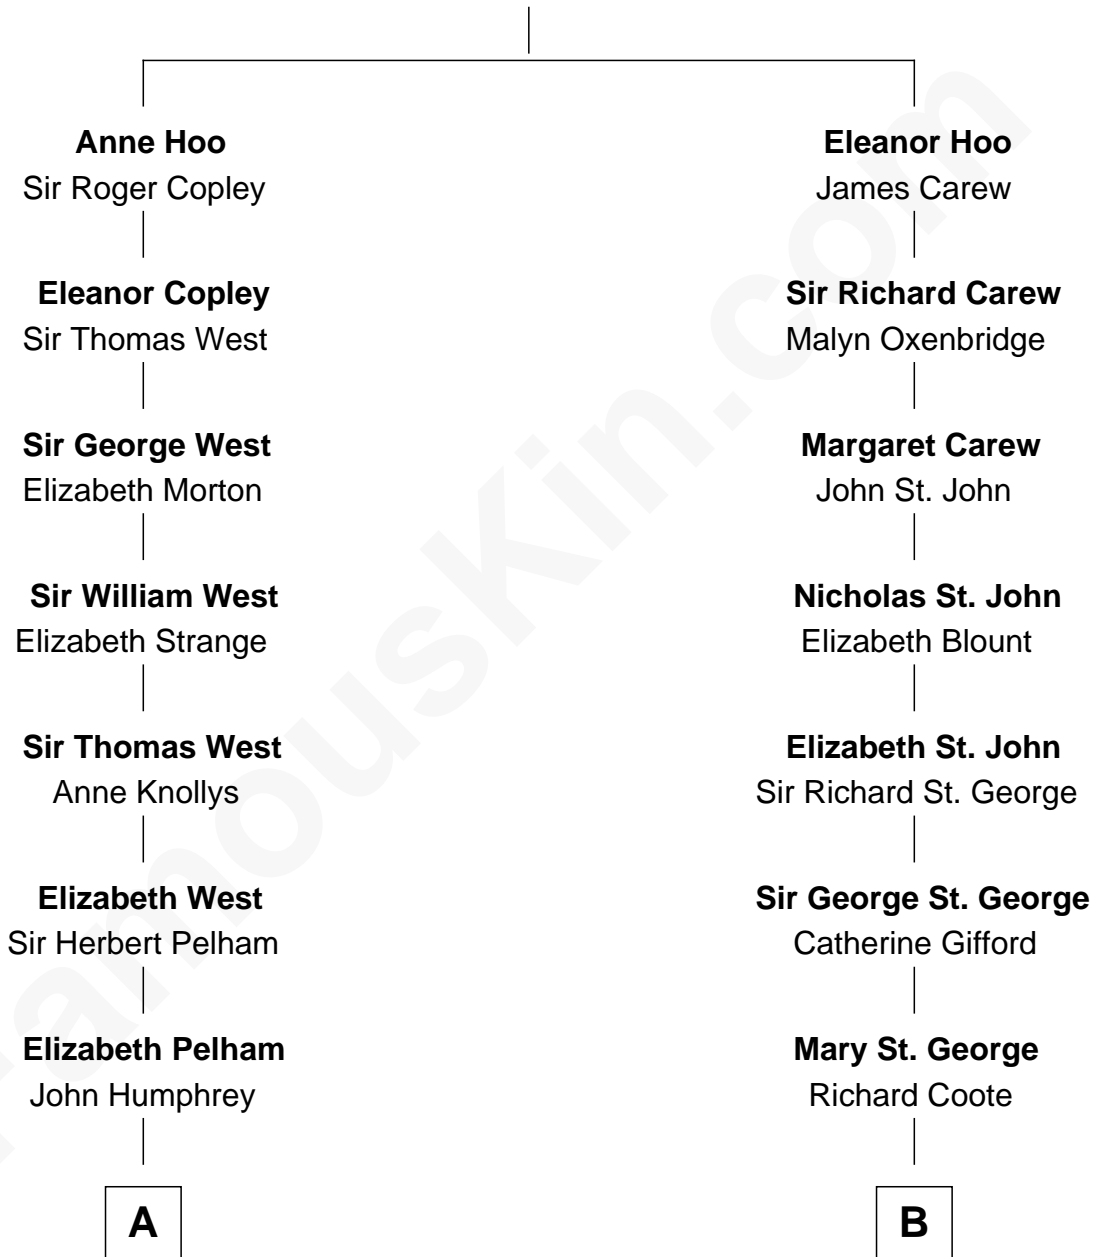 Anne Hoo
Sir Roger Copley
Eleanor Copley
Sir Thomas West
Sir George West
Elizabeth Morton
Sir William West
Elizabeth Strange
Sir Thomas West
Anne Knollys
Elizabeth West
Sir Herbert Pelham
Elizabeth Pelham
John Humphrey
A
Eleanor Hoo
James Carew
Sir Richard Carew
Malyn Oxenbridge
Margaret Carew
John St. John
Nicholas St. John
Elizabeth Blount
Elizabeth St. John
Sir Richard St. George
Sir George St. George
Catherine Gifford
Mary St. George
Richard Coote
B
FamousKin.com